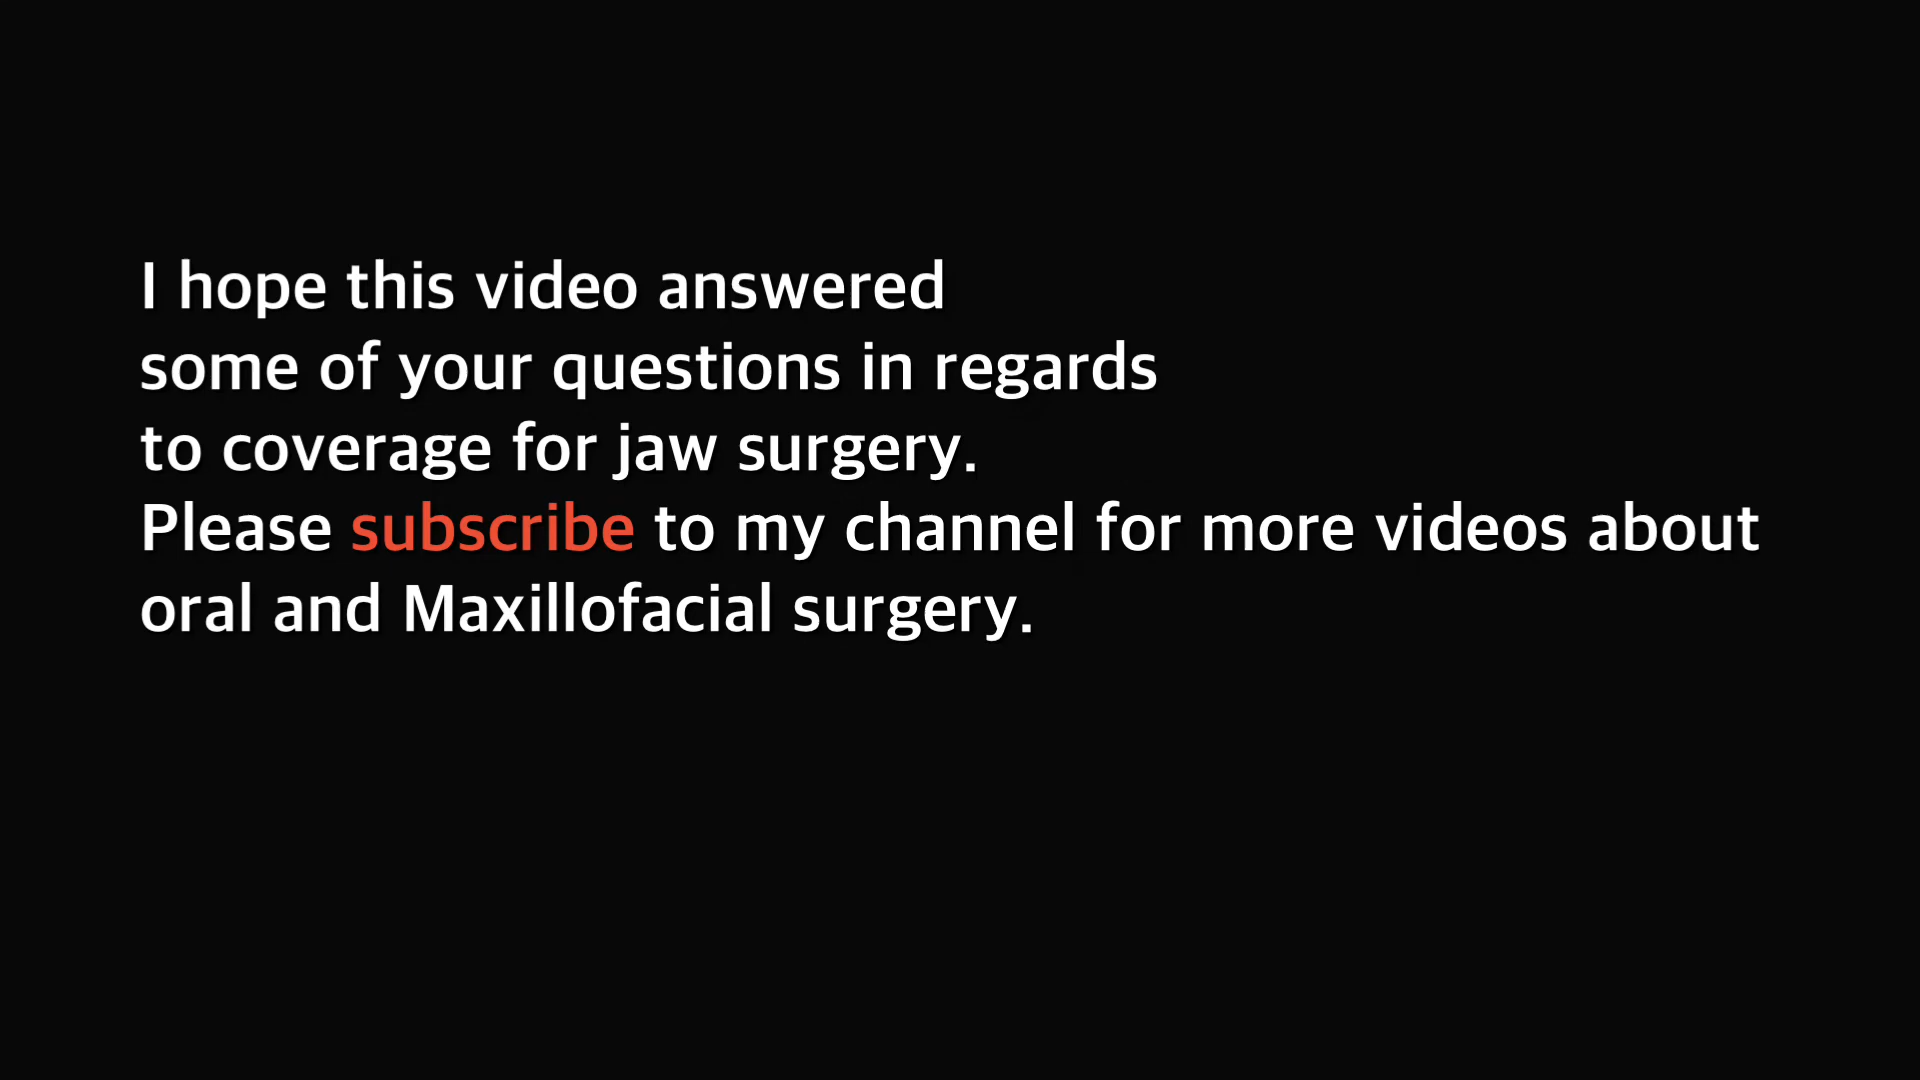 I hope this video answered
some of your questions in regards
to coverage for jaw surgery.
Please subscribe to my channel for more videos about
oral and Maxillofacial surgery.